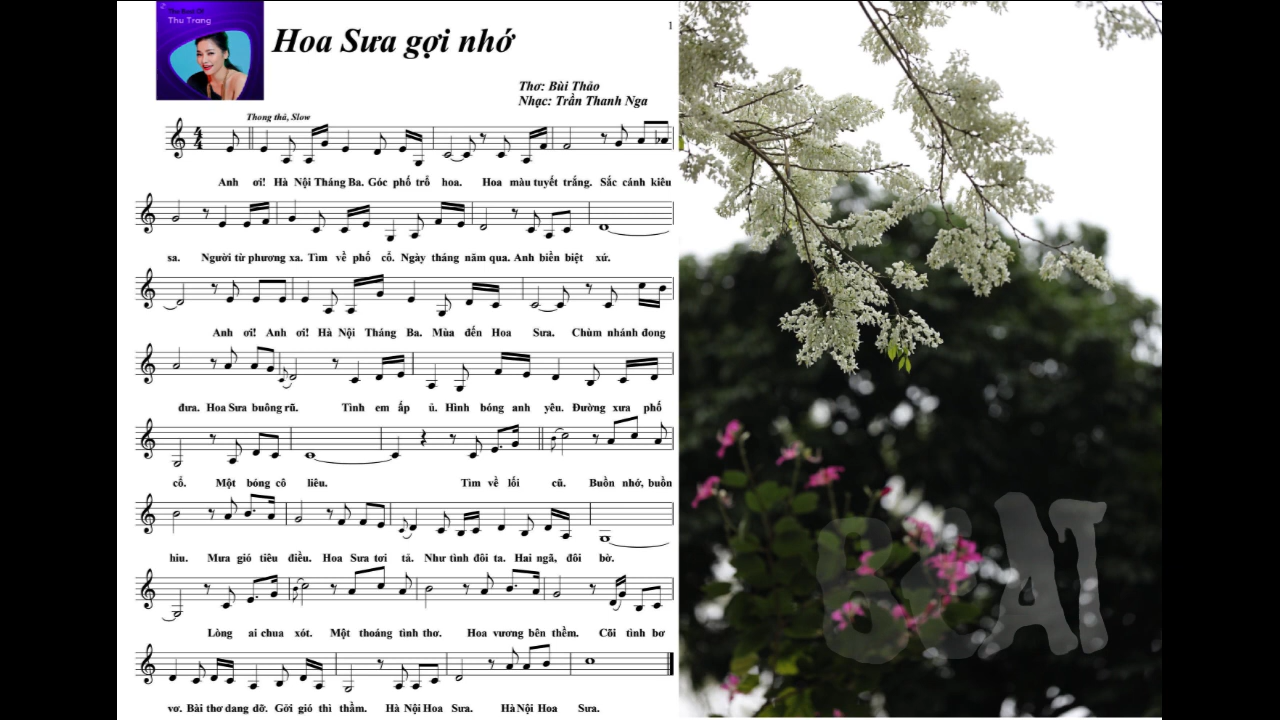 The Best Of
Thu Trang
Hoa Sưa gợi nhớ
1
Thơ: Bùi Thảo
Nhạc: Trần Thanh Nga
Thong thả, Slow
Anh ơi! Hà Nội Tháng Ba. Góc phố trổ hoa. Hoa màu tuyết trắng. Sắc cánh kiêu
sa. Người từ phương xa. Tìm về phố cổ. Ngày tháng năm qua. Anh biền biệt xứ.
Anh ơi! Anh ơi! Hà Nội Tháng Ba. Mùa đến Hoa Sưa. Chùm nhánh đong
đưa. Hoa Sưa buông rũ. Tình em ấp ủ. Hình bóng anh yêu. Đường xưa phố
cổ. Một bóng cô liêu. Tìm về lối cũ. Buồn nhớ, buồn
hiu. Mưa gió tiêu điều. Hoa Sưa tơi tả. Như tình đôi ta. Hai ngã, đôi bờ.
Lòng ai chua xót. Một thoáng tình thơ. Hoa vương bên thềm. Cõi tình bơ
vơ. Bài thơ dang dở. Gởi gió thì thầm. Hà Nội Hoa Sưa. Hà Nội Hoa Sưa.
BEAT